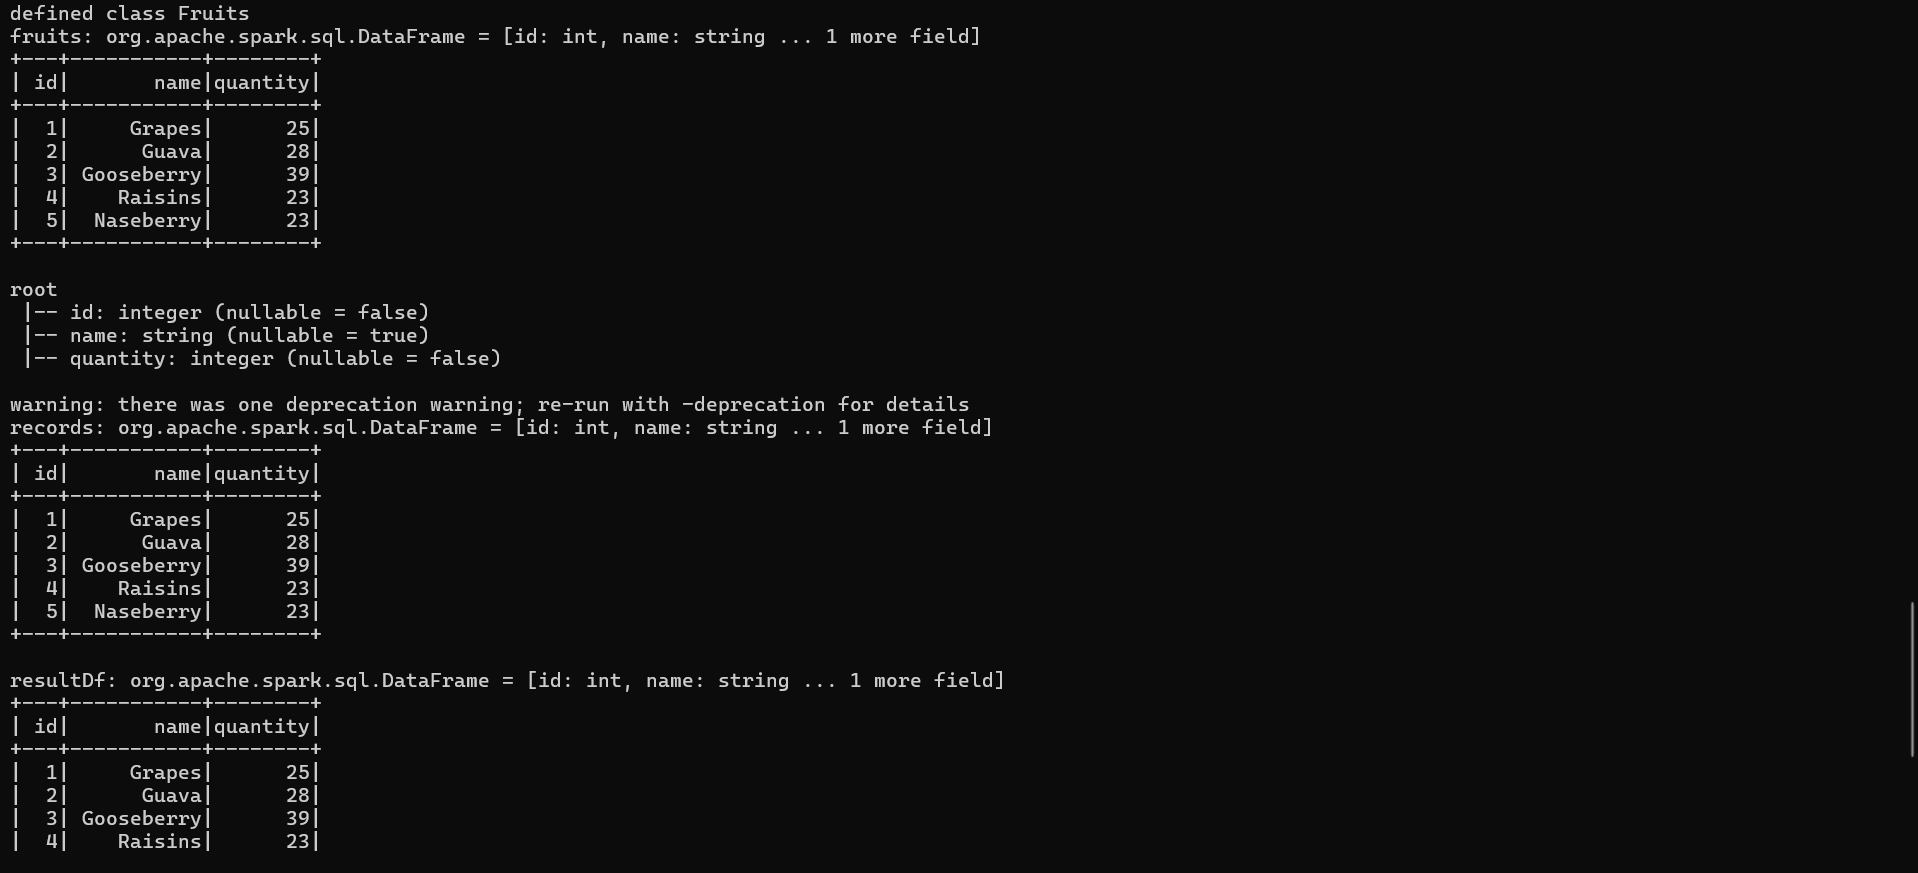 defined class Fruits
fruits: org.apache.spark.sql.DataFrame = [id: int, name: string ... 1 more field]
+---+-----------+--------+
| id|       name|quantity|
+---+-----------+--------+
|  1|     Grapes|      25|
|  2|      Guava|      28|
|  3| Gooseberry|      39|
|  4|    Raisins|      23|
|  5|  Naseberry|      23|
+---+-----------+--------+

root
 |-- id: integer (nullable = false)
 |-- name: string (nullable = true)
 |-- quantity: integer (nullable = false)

warning: there was one deprecation warning; re-run with -deprecation for details
records: org.apache.spark.sql.DataFrame = [id: int, name: string ... 1 more field]
+---+-----------+--------+
| id|       name|quantity|
+---+-----------+--------+
|  1|     Grapes|      25|
|  2|      Guava|      28|
|  3| Gooseberry|      39|
|  4|    Raisins|      23|
|  5|  Naseberry|      23|
+---+-----------+--------+

resultDf: org.apache.spark.sql.DataFrame = [id: int, name: string ... 1 more field]
+---+-----------+--------+
| id|       name|quantity|
+---+-----------+--------+
|  1|     Grapes|      25|
|  2|      Guava|      28|
|  3| Gooseberry|      39|
|  4|    Raisins|      23|